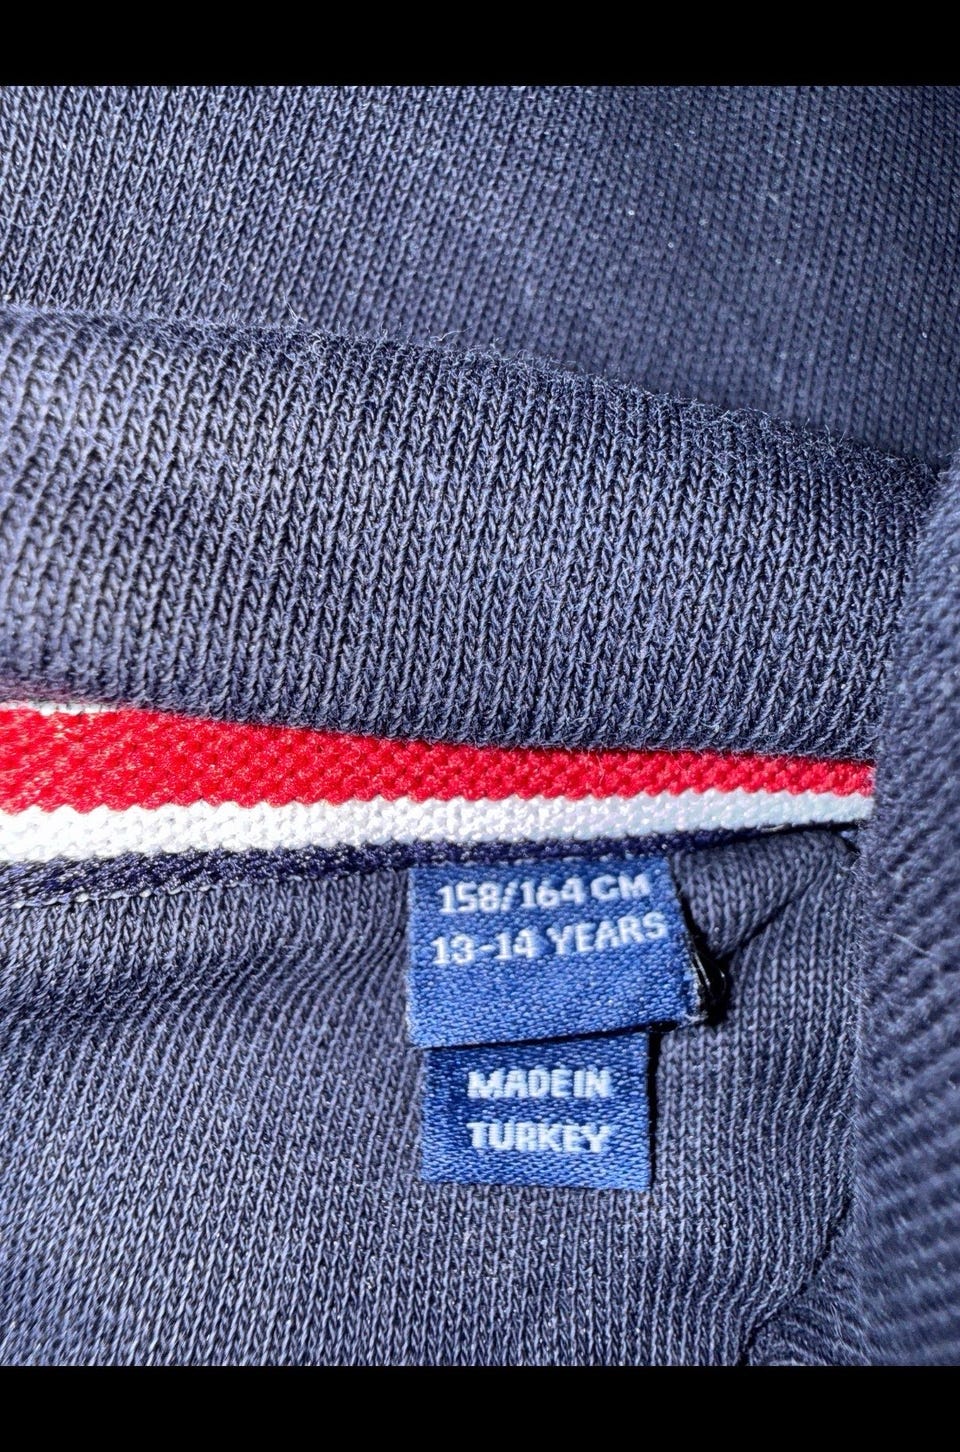 158/164 CM
13-14 YEARS
MADE IN
TURKEY